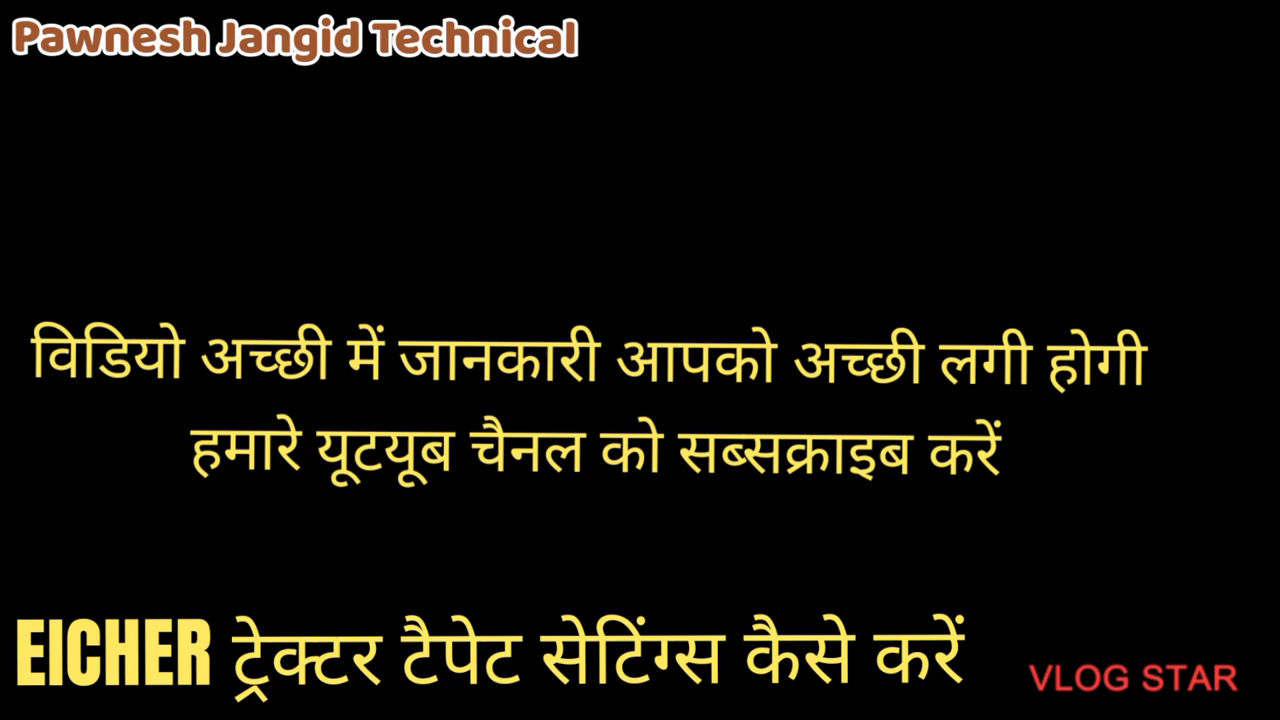 Pawnesh Jangid Technical
विडियो अच्छी में जानकारी आपको अच्छी लगी होगी
हमारे यूटयूब चैनल को सब्सक्राइब करें
EICHER ट्रेक्टर टैपेट सेटिंग्स कैसे करें
VLOG STAR